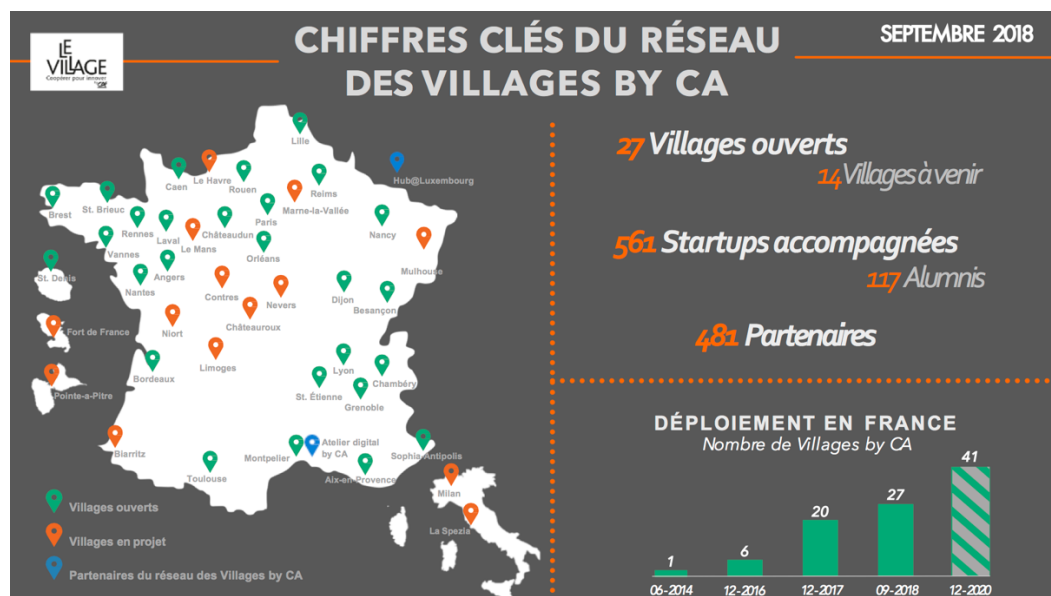 LE
VILLAGE
Coopérer pour innover
by CA
CHIFFRES CLÉS DU RÉSEAU
DES VILLAGES BY CA
SEPTEMBRE 2018
Lille
Caen
Le Havre
Rouen
Reims
Hub@Luxembourg
Brest
St. Brieuc
Rennes
Laval
Le Mans
Châteaudun
Paris
Marne-la-Vallée
Nancy
Vannes
Orléans
Mulhouse
St. Denis
Nantes
Angers
Contres
Nevers
Dijon
Besançon
Fort de France
Niort
Châteauroux
Pointe-a-Pitre
Bordeaux
Limoges
Lyon
Chambéry
St. Étienne
Grenoble
Biarritz
Toulouse
Montpelier
Atelier digital
by CA
Aix-en Provence
Sophia-Antipolis
Milan
La Spezia
Villages ouverts
Villages en projet
Partenaires du réseau des Villages by CA
27 Villages ouverts
14 Villages à venir
561 Startups accompagnées
117 Alumnis
481 Partenaires
DÉPLOIEMENT EN FRANCE
Nombre de Villages by CA
1
6
20
27
41
06-2014
12-2016
12-2017
09-2018
12-2020